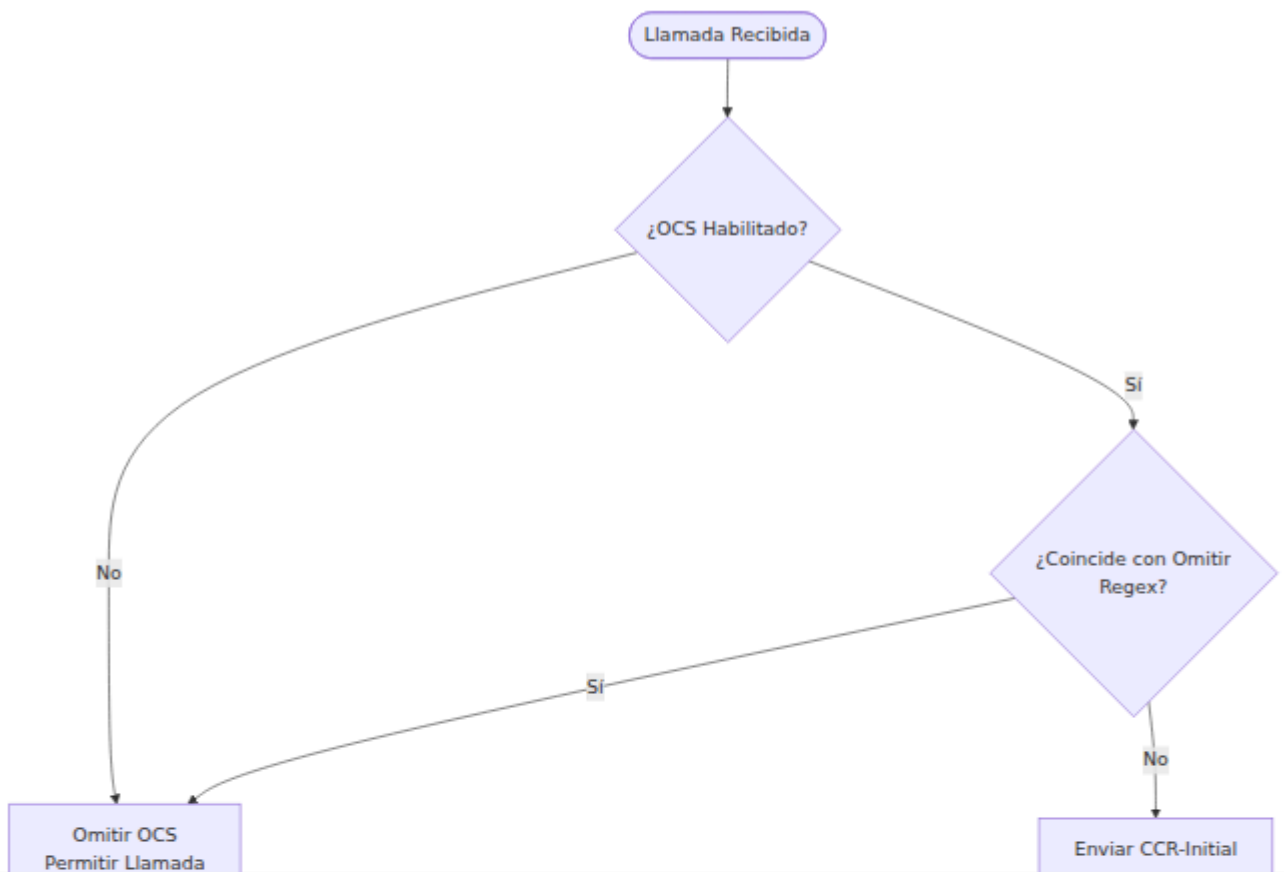 Llamada Recibida
¿OCS Habilitado?
Sí
¿Coincide con Omitir
Regex?
No
Sí
No
Omitir OCS
Permitir Llamada
Enviar CCR-Initial